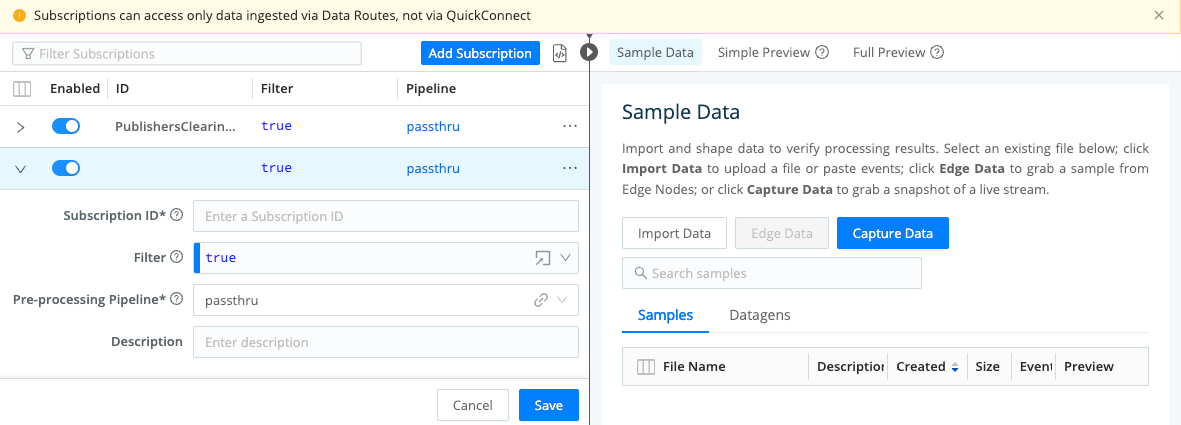 Subscriptions can access only data ingested via Data Routes, not via QuickConnect
Filter Subscriptions
Add Subscription
Enabled ID Filter Pipeline
PublishersClearin... true passthru
true passthru
Subscription ID* Enter a Subscription ID
Filter true
Pre-processing Pipeline* passthru
Description Enter description
Cancel Save
Sample Data Simple Preview Full Preview
Sample Data
Import and shape data to verify processing results. Select an existing file below; click
Import Data to upload a file or paste events; click Edge Data to grab a sample from
Edge Nodes; or click Capture Data to grab a snapshot of a live stream.
Import Data Edge Data Capture Data
Search samples
Samples Datagens
File Name Description Created Size Event Preview